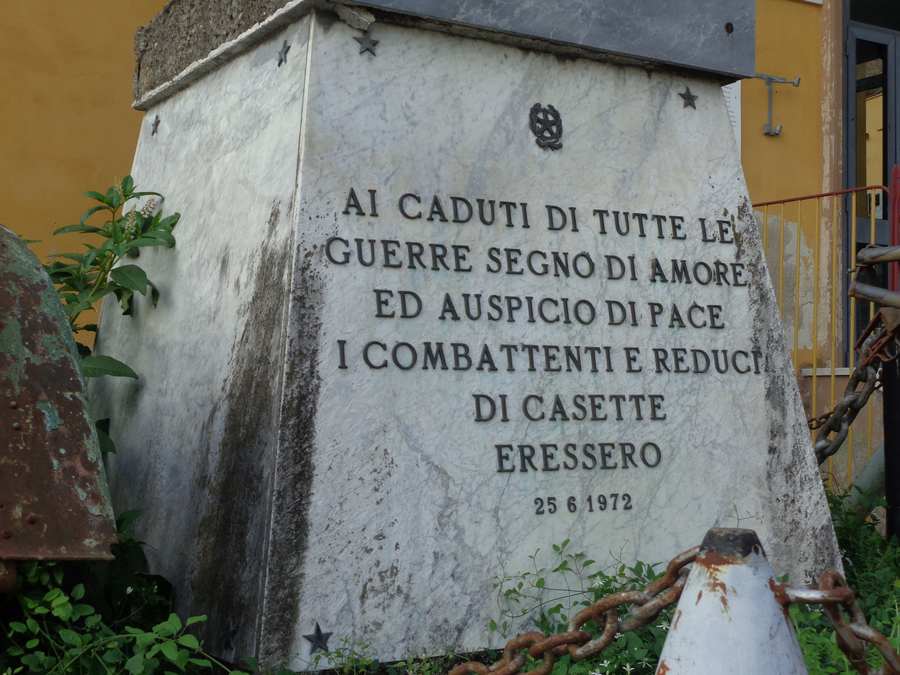 AI CADUTI DI TUTTE LE
GUERRE SEGNO DI AMORE
ED AUSPICIO DI PACE
I COMBATTENTI E REDUCI
DI CASETTE
ERESSERO
25 6 1972